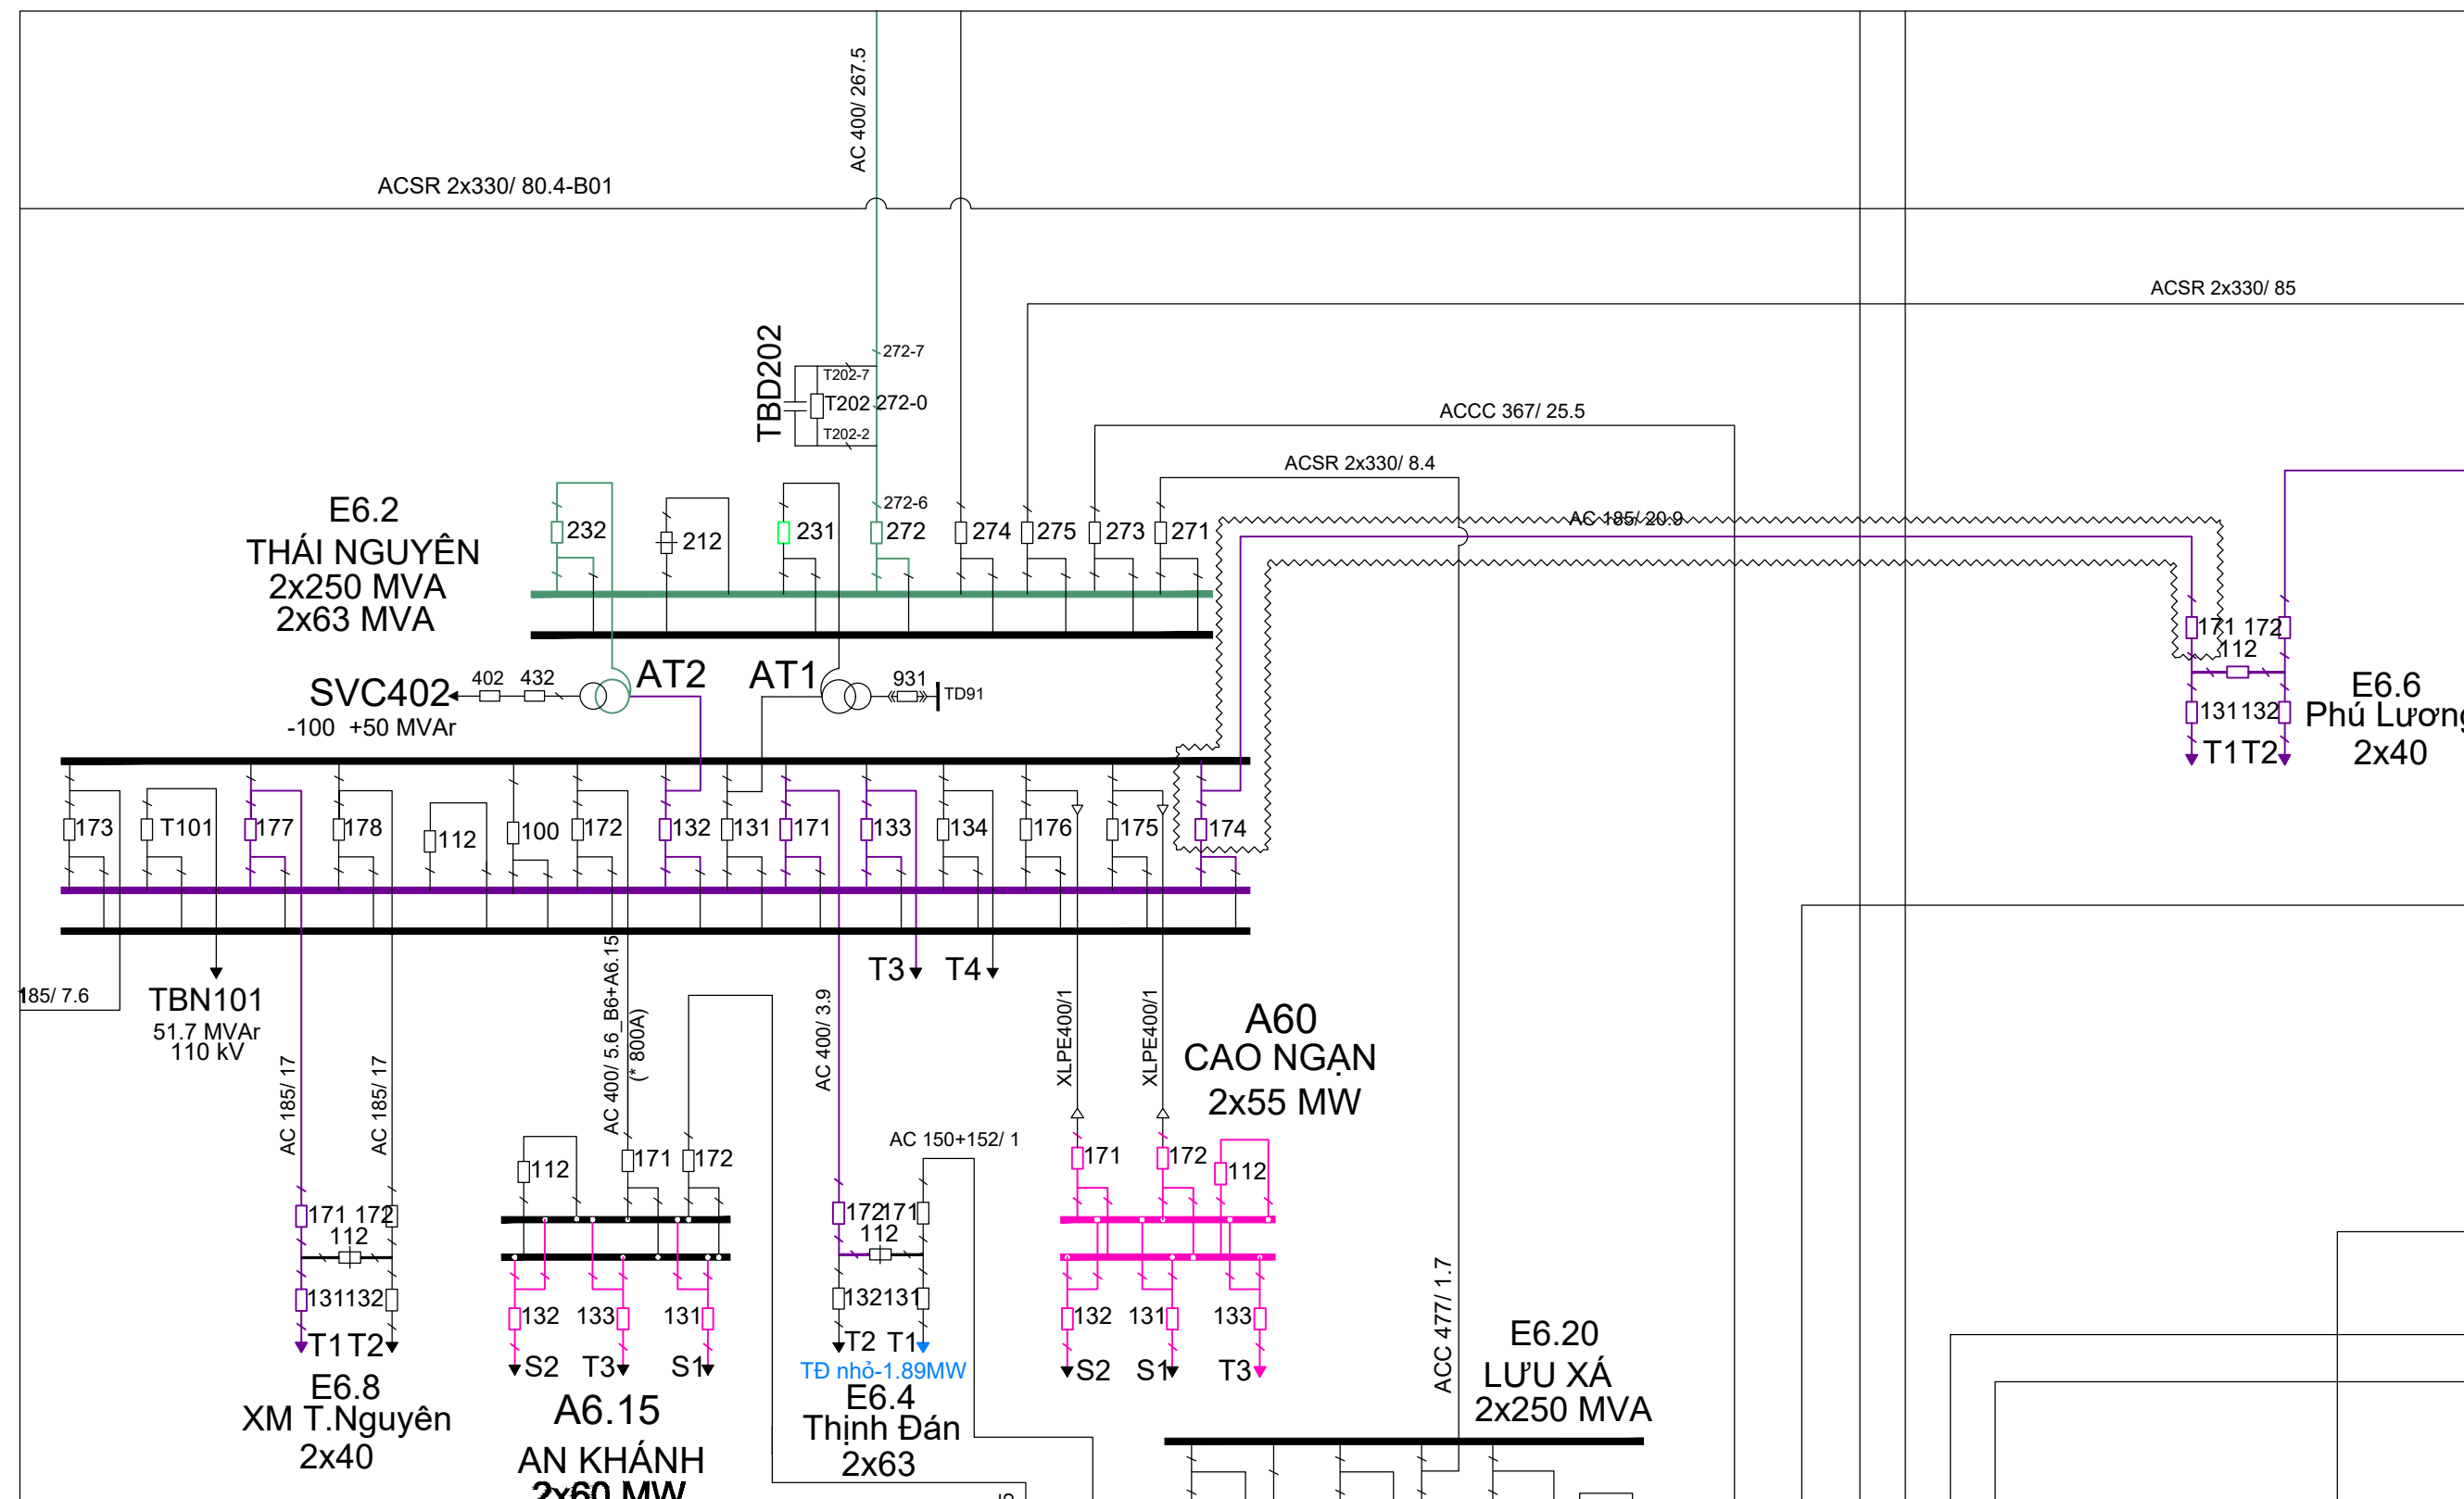 AC 400/ 267.5
ACSR 2x330/ 80.4-B01
ACSR 2x330/ 85
TBD202
272-7
T202-7
T202
272-0
T202-2
ACCC 367/ 25.5
ACSR 2x330/ 8.4
AC 185/ 20.9
E6.2
THÁI NGUYÊN
2x250 MVA
2x63 MVA
272-6
232
212
231
272
274
275
273
271
SVC402
-100 +50 MVAr
402
432
AT2
AT1
931
TD91
171 172
112
131 132
T1 T2
E6.6
Phú Lương
2x40
173
T101
177
178
112
100
172
132
131
171
133
134
176
175
174
T3
T4
185/ 7.6
TBN101
51.7 MVAr
110 kV
AC 185/ 17
AC 185/ 17
AC 400/ 5.6_B6+A6.15
(* 800A)
AC 400/ 3.9
XLPE400/1
XLPE400/1
A60
CAO NGẠN
2x55 MW
AC 150+152/ 1
171 172
112
131 132
T1 T2
E6.8
XM T.Nguyên
2x40
112
171
172
132
133
131
S2
T3
S1
A6.15
AN KHÁNH
2x60 MW
172 171
112
132 131
T2 T1
TĐ nhỏ-1.89MW
E6.4
Thịnh Đán
2x63
171
172
112
132
131
133
S2
S1
T3
ACC 477/ 1.7
E6.20
LƯU XÁ
2x250 MVA